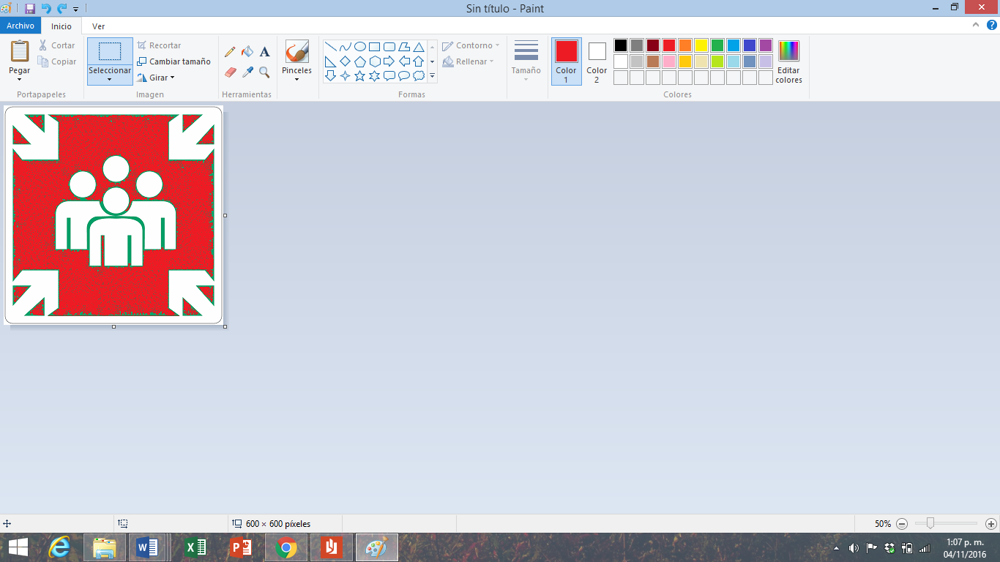 Sin título - Paint
Archivo Inicio Ver
Pegar
Cortar
Copiar
Portapapeles
Seleccionar
Recortar
Cambiar tamaño
Girar
Imagen
A
Herramientas
Pinceles
Contorno
Rellenar
Formas
Tamaño
Color 1
Color 2
Editar colores
Colores
600 × 600 píxeles
50%
1:07 p. m.
04/11/2016